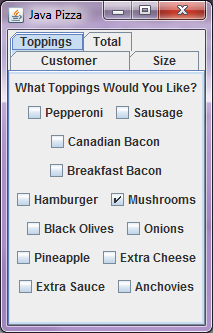 Java Pizza
Toppings Total
Customer Size
What Toppings Would You Like?
Pepperoni Sausage
Canadian Bacon
Breakfast Bacon
Hamburger Mushrooms
Black Olives Onions
Pineapple Extra Cheese
Extra Sauce Anchovies